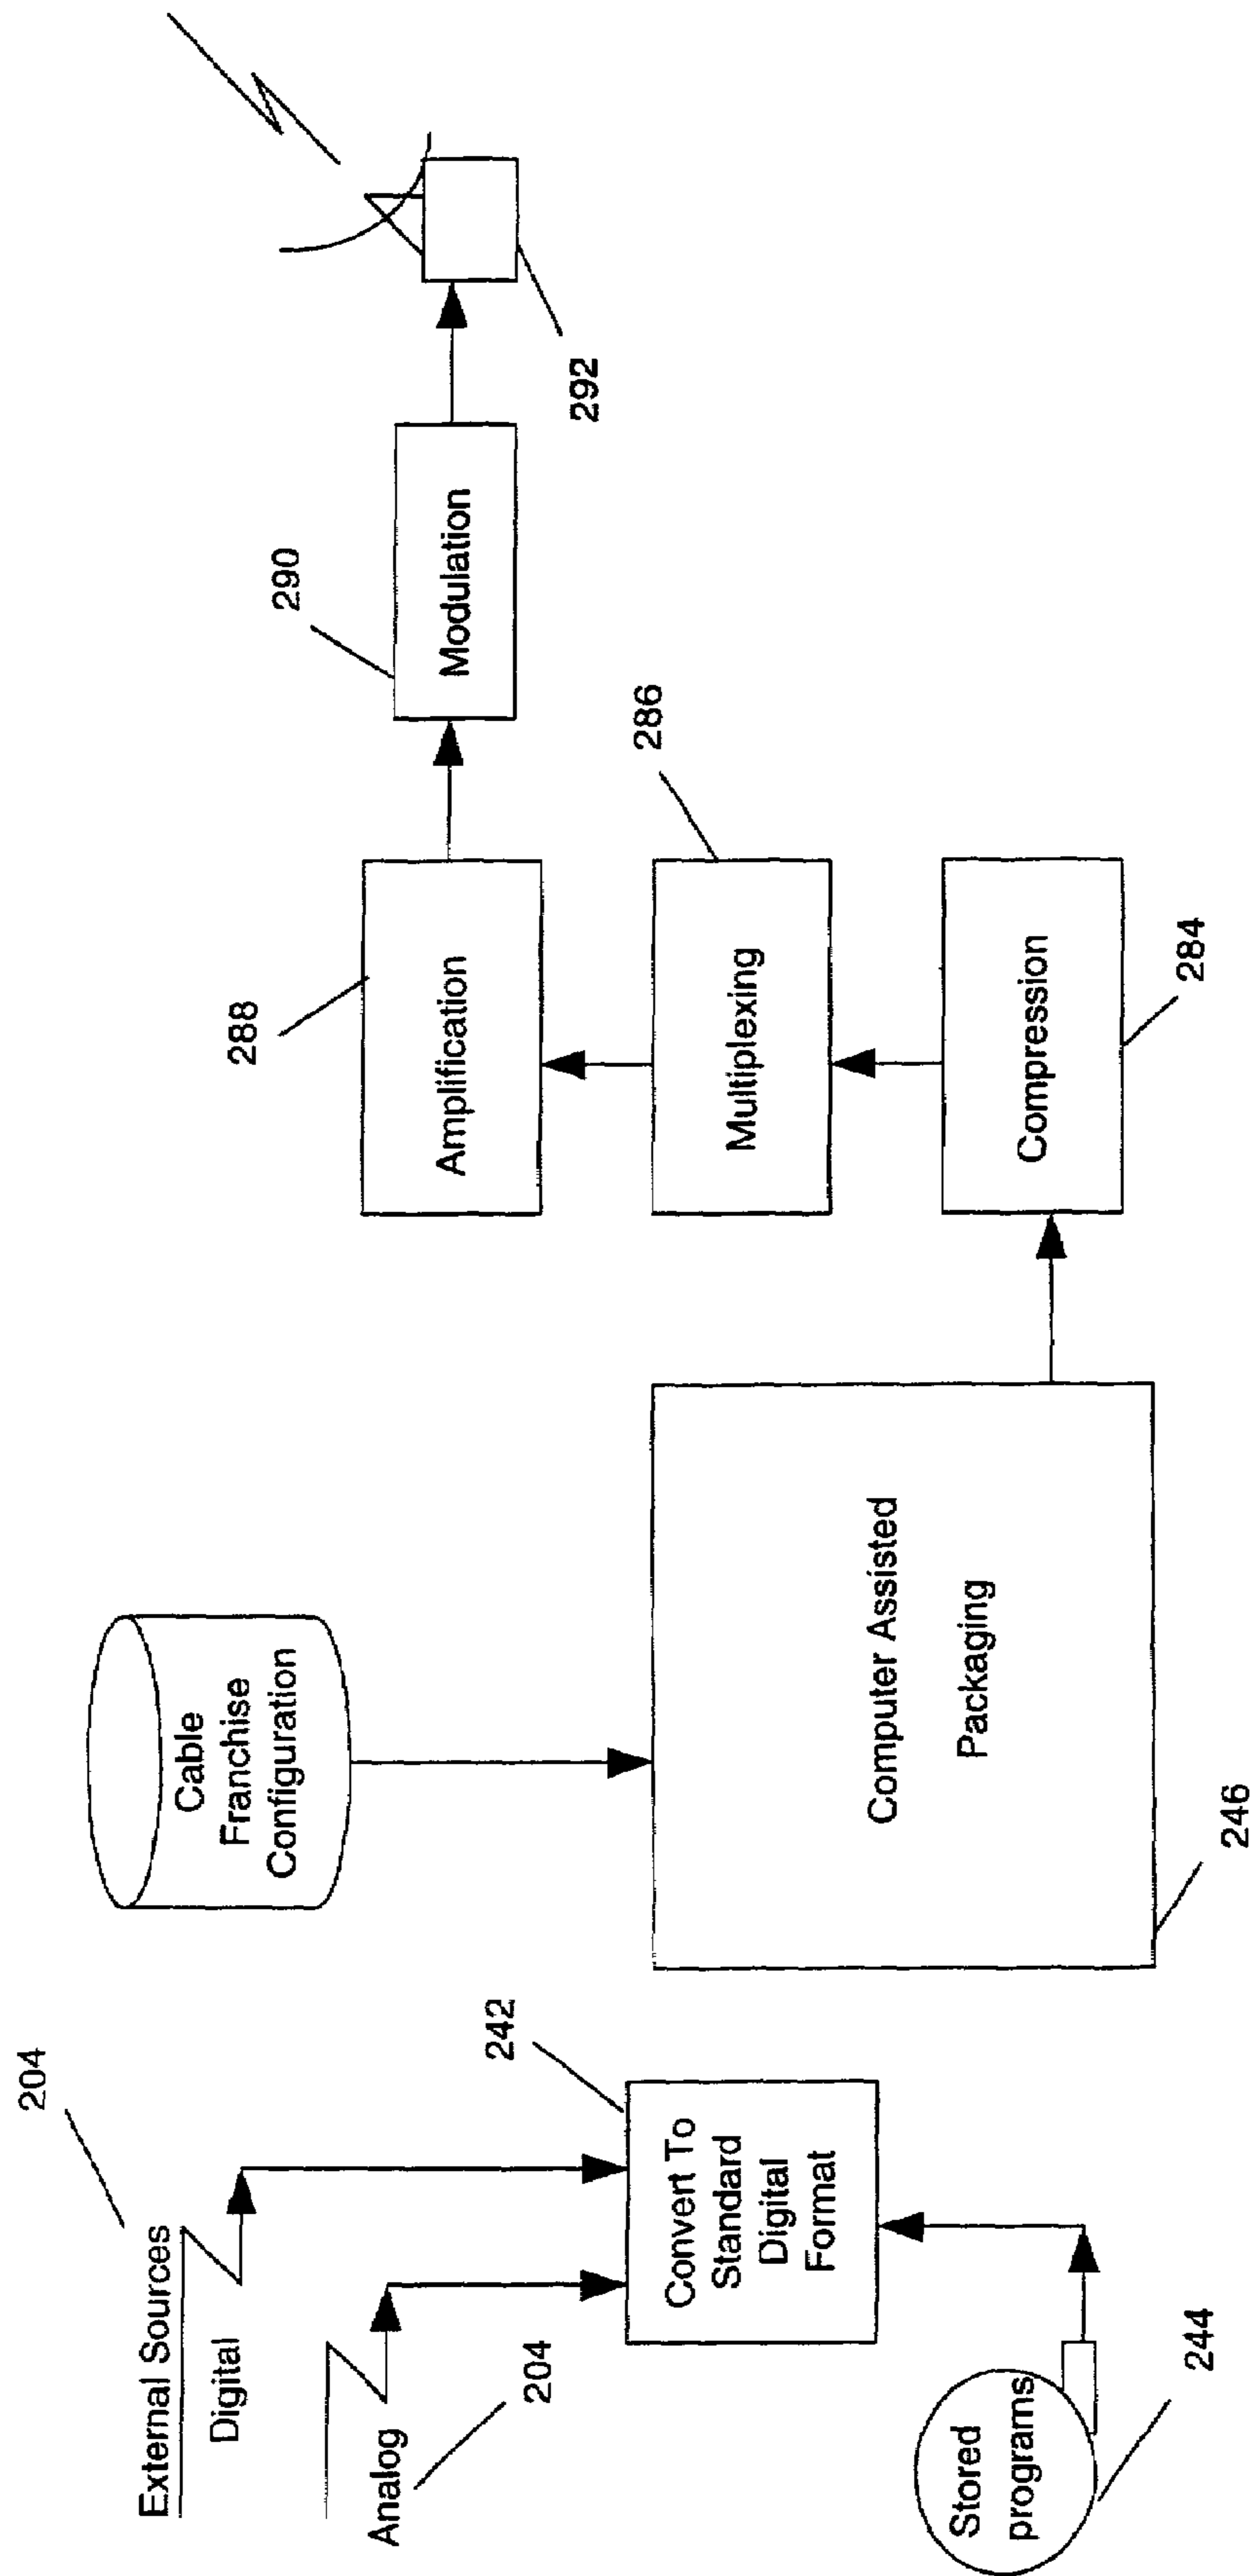 204
External Sources
Digital
Analog
204
242
Convert To
Standard
Digital
Format
Stored
programs
244
Cable
Franchise
Configuration
Computer Assisted
Packaging
246
288
Amplification
Multiplexing
286
Compression
284
290
Modulation
292